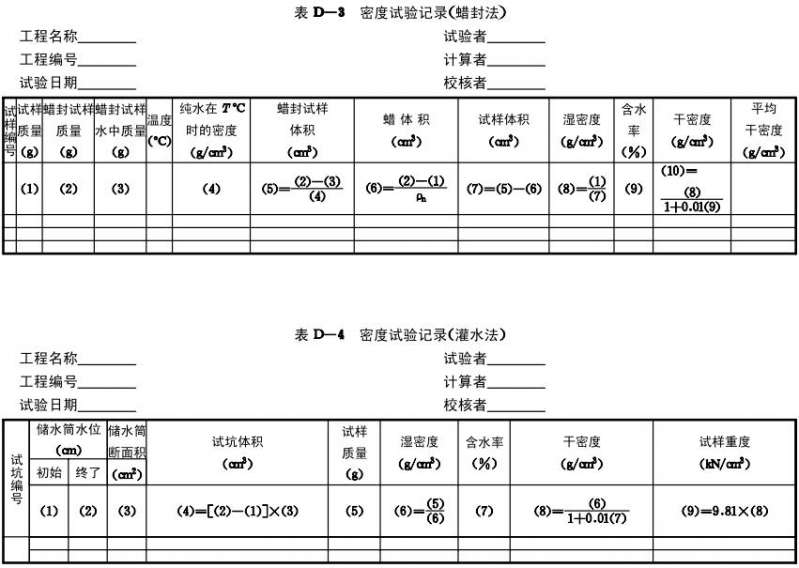 表 D—3 密度试验记录(蜡封法)
工程名称________ 试验者________
工程编号________ 计算者________
试验日期________ 校核者________
试样编号 试样质量(g) 蜡封试样质量(g) 蜡封试样水中质量(g) 温度(℃) 纯水在 T℃时的密度(g/cm³) 蜡封试样体积(cm³) 蜡 体 积(cm³) 试样体积(cm³) 湿密度(g/cm³) 含水率(%) 干密度(g/cm³) 平均干密度(g/cm³)
(1) (2) (3) (4) (5)=(2)—(3)/(4) (6)=(2)—(1)/ρn (7)=(5)—(6) (8)=(1)/(7) (9) (10)=(8)/1+0.01(9)
表 D—4 密度试验记录(灌水法)
工程名称________ 试验者________
工程编号________ 计算者________
试验日期________ 校核者________
试坑编号 储水筒水位(cm) 初始 终了 储水筒断面积(cm²) 试坑体积(cm³) 试样质量(g) 湿密度(g/cm³) 含水率(%) 干密度(g/cm³) 试样重度(kN/cm³)
(1) (2) (3) (4)=[(2)—(1)]×(3) (5) (6)=(5)/(6) (7) (8)=(6)/1+0.01(7) (9)=9.81×(8)